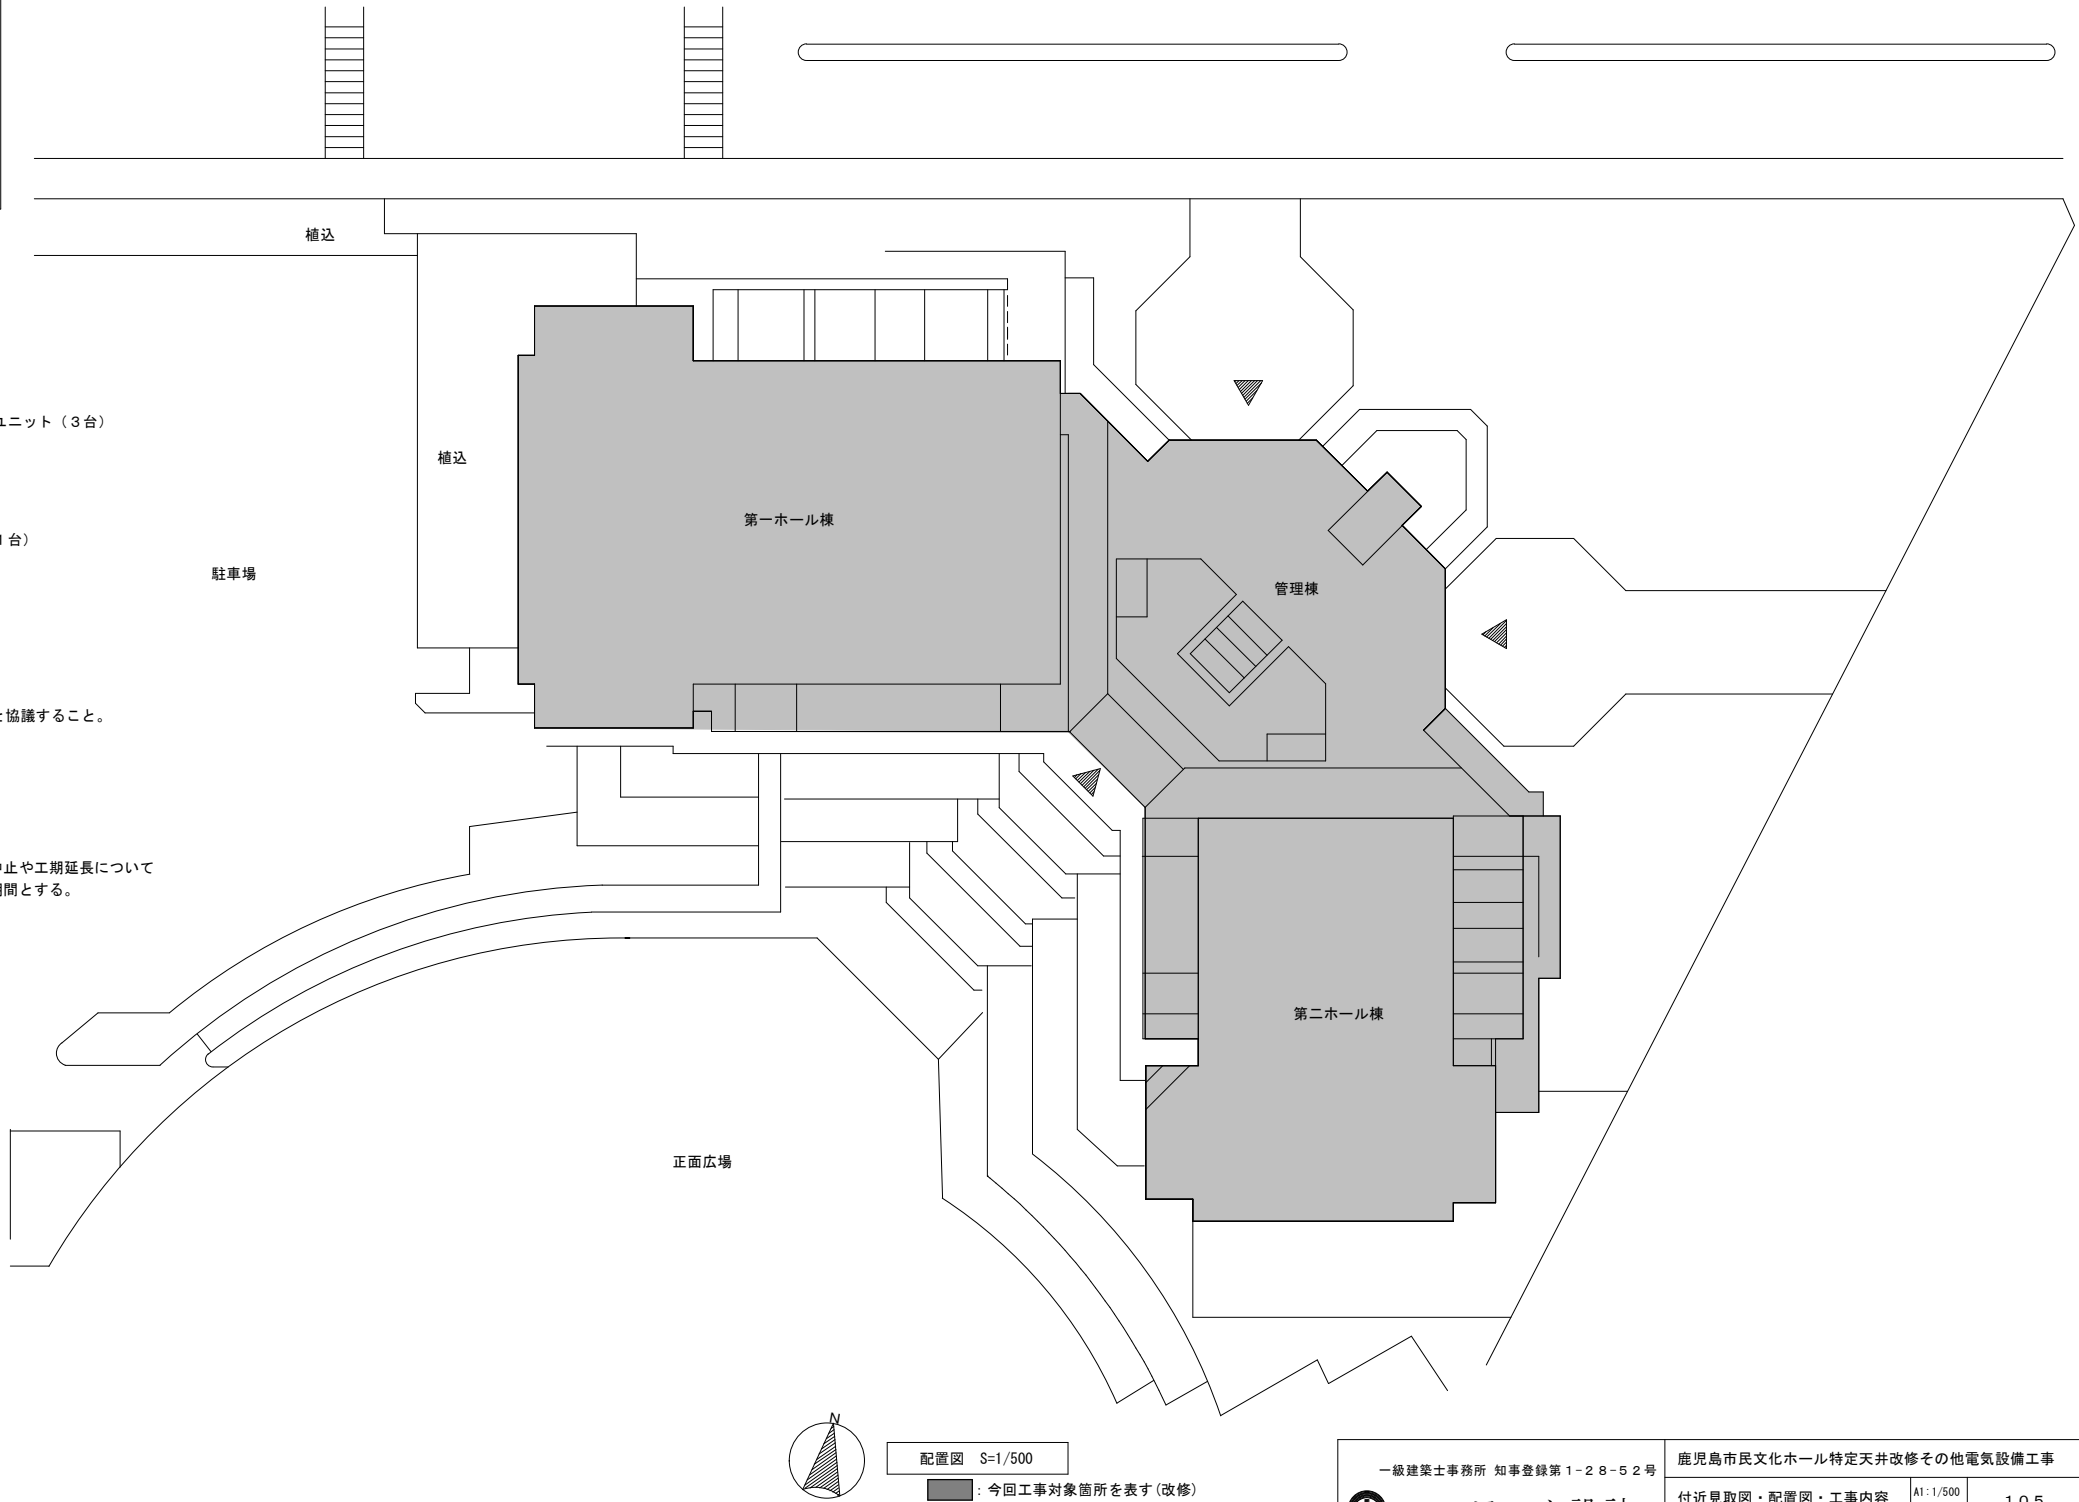 植込
ユニット（３台）
植込
第一ホール棟
台）
駐車場
管理棟
協議すること。
止や工期延長について
間とする。
第二ホール棟
正面広場
N
配置図 S=1/500
：今回工事対象箇所を表す(改修)
一級建築士事務所 知事登録第１-２８-５２号
鹿児島市民文化ホール特定天井改修その他電気設備工事
付近見取図・配置図・工事内容
A1:1/500
１０５